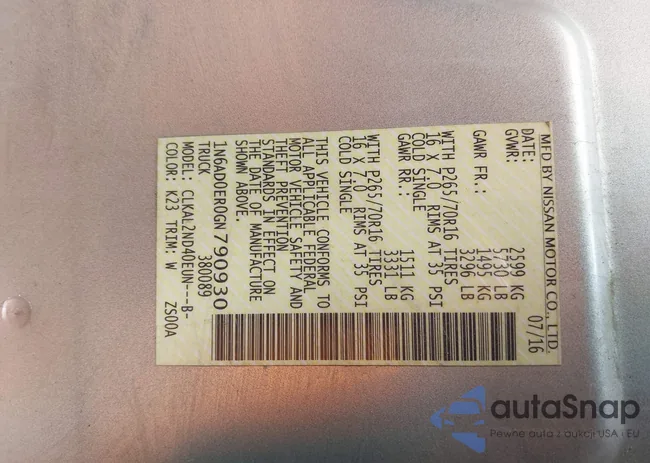 MFD BY NISSAN MOTOR CO., LTD.
DATE: 07/16
GVWR: 2599 KG
5730 LB
GAWR FR: 1495 KG
3296 LB
WITH P265/70R16 TIRES
16 X 7.0 RIMS AT 35 PSI
COLD SINGLE
GAWR RR: 1511 KG
3331 LB
WITH P265/70R16 TIRES
16 X 7.0 RIMS AT 35 PSI
COLD SINGLE
THIS VEHICLE CONFORMS TO
ALL APPLICABLE FEDERAL
MOTOR VEHICLE SAFETY AND
THEFT PREVENTION
STANDARDS IN EFFECT ON
THE DATE OF MANUFACTURE
SHOWN ABOVE.
1N6AD0ER0GN790930
TRUCK 380089
MODEL: CLKAL2ND40EUN---B-
COLOR: K23 TRIM: W ZS00A
autaSnap
Pewne auta z aukcji USA i EU